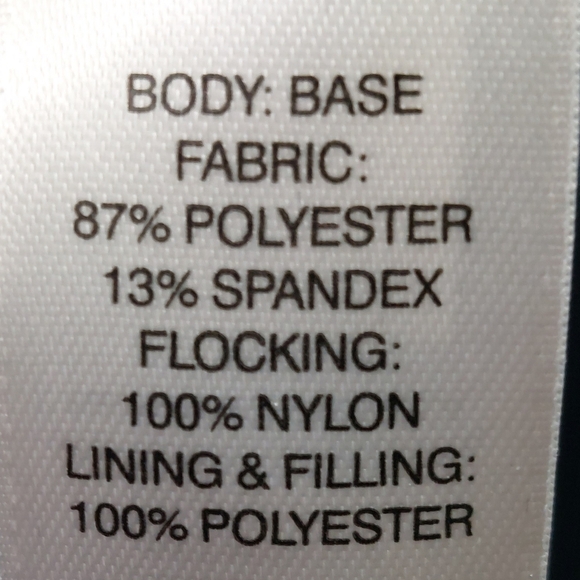 BODY: BASE
FABRIC:
87% POLYESTER
13% SPANDEX
FLOCKING:
100% NYLON
LINING & FILLING:
100% POLYESTER